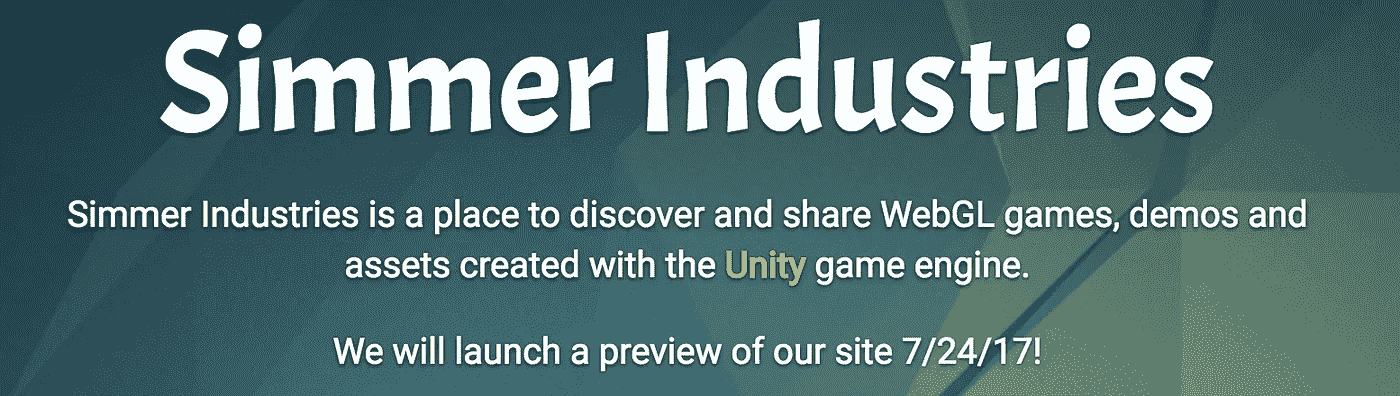 Simmer Industries
Simmer Industries is a place to discover and share WebGL games, demos and
assets created with the Unity game engine.
We will launch a preview of our site 7/24/17!